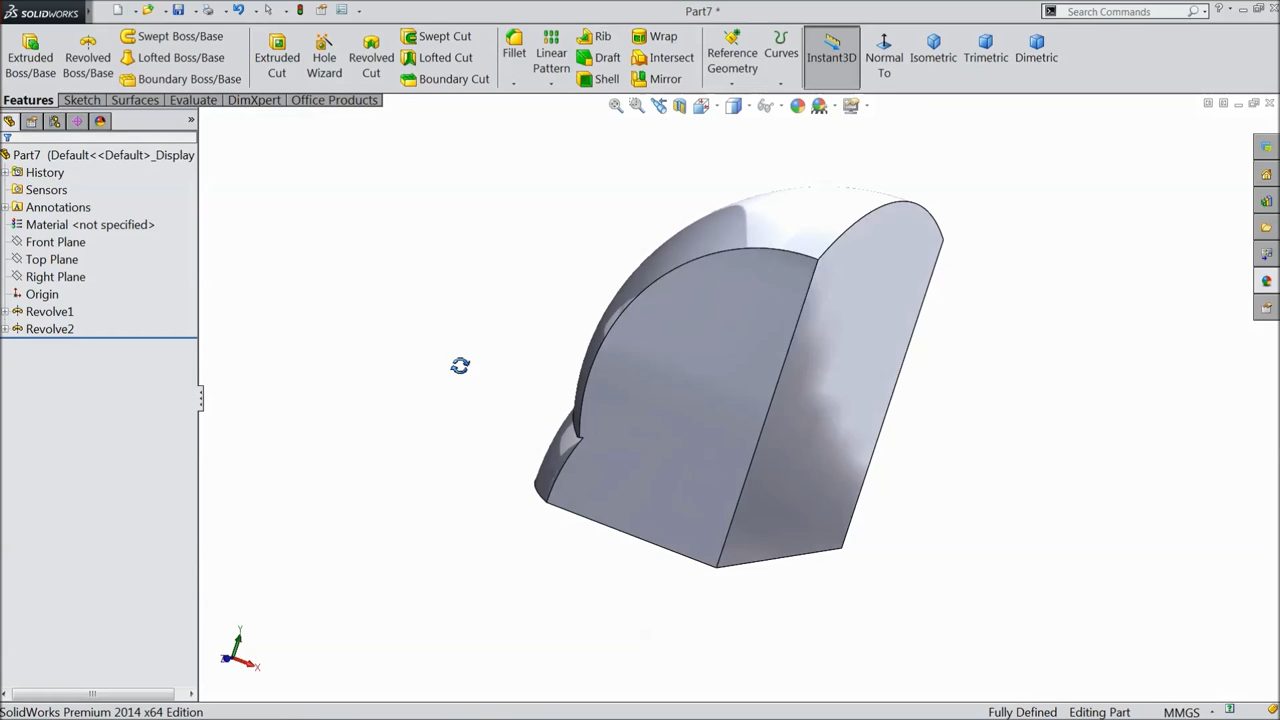 SOLIDWORKS
Part7 *
Search Commands
Extruded Boss/Base
Revolved Boss/Base
Swept Boss/Base
Lofted Boss/Base
Boundary Boss/Base
Extruded Cut
Hole Wizard
Revolved Cut
Swept Cut
Lofted Cut
Boundary Cut
Fillet
Linear Pattern
Rib
Draft
Shell
Wrap
Intersect
Mirror
Reference Geometry
Curves
Instant3D
Normal To
Isometric
Trimetric
Dimetric
Features
Sketch
Surfaces
Evaluate
DimXpert
Office Products
Part7 (Default<<Default>_Display
History
Sensors
Annotations
Material <not specified>
Front Plane
Top Plane
Right Plane
Origin
Revolve1
Revolve2
Y
Z
X
SolidWorks Premium 2014 x64 Edition
Fully Defined
Editing Part
MMGS